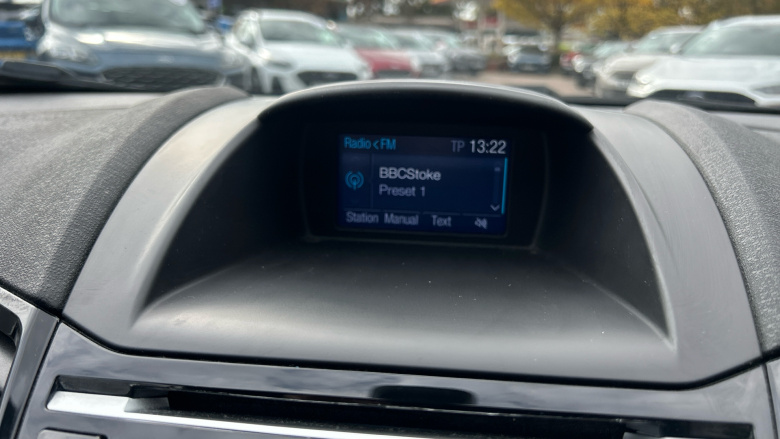 Radio < FM TP 13:22
BBCStoke
Preset 1
Station Manual Text